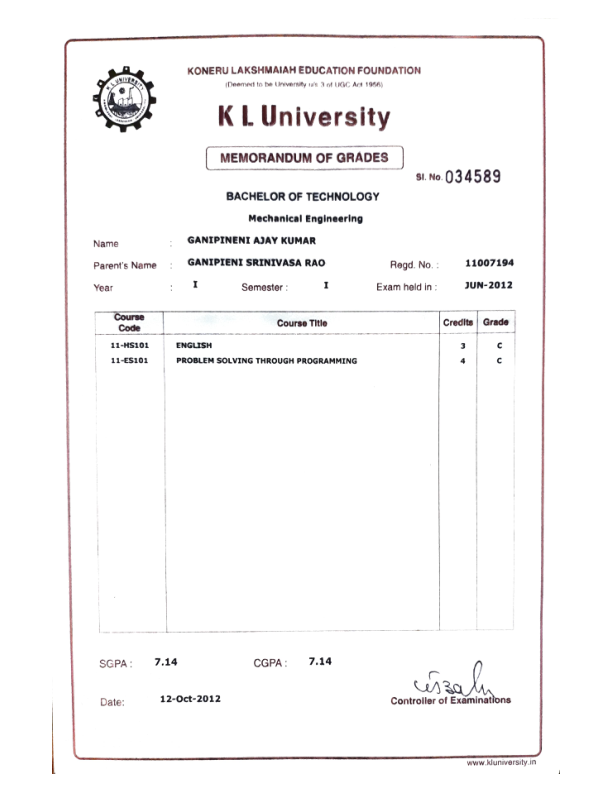 KONERU LAKSHMAIAH EDUCATION FOUNDATION
(Deemed to be University u/s 3 of UGC Act 1956)
K L UNIVERSITY
K L University
MEMORANDUM OF GRADES
Sl. No. 034589
BACHELOR OF TECHNOLOGY
Mechanical Engineering
Name : GANIPINENI AJAY KUMAR
Parent's Name : GANIPIENI SRINIVASA RAO Regd. No. : 11007194
Year : I Semester : I Exam held in : JUN-2012
Course Code Course Title Credits Grade
11-HS101 ENGLISH 3 C
11-ES101 PROBLEM SOLVING THROUGH PROGRAMMING 4 C
SGPA : 7.14 CGPA : 7.14
Date: 12-Oct-2012
Controller of Examinations
www.kluniversity.in